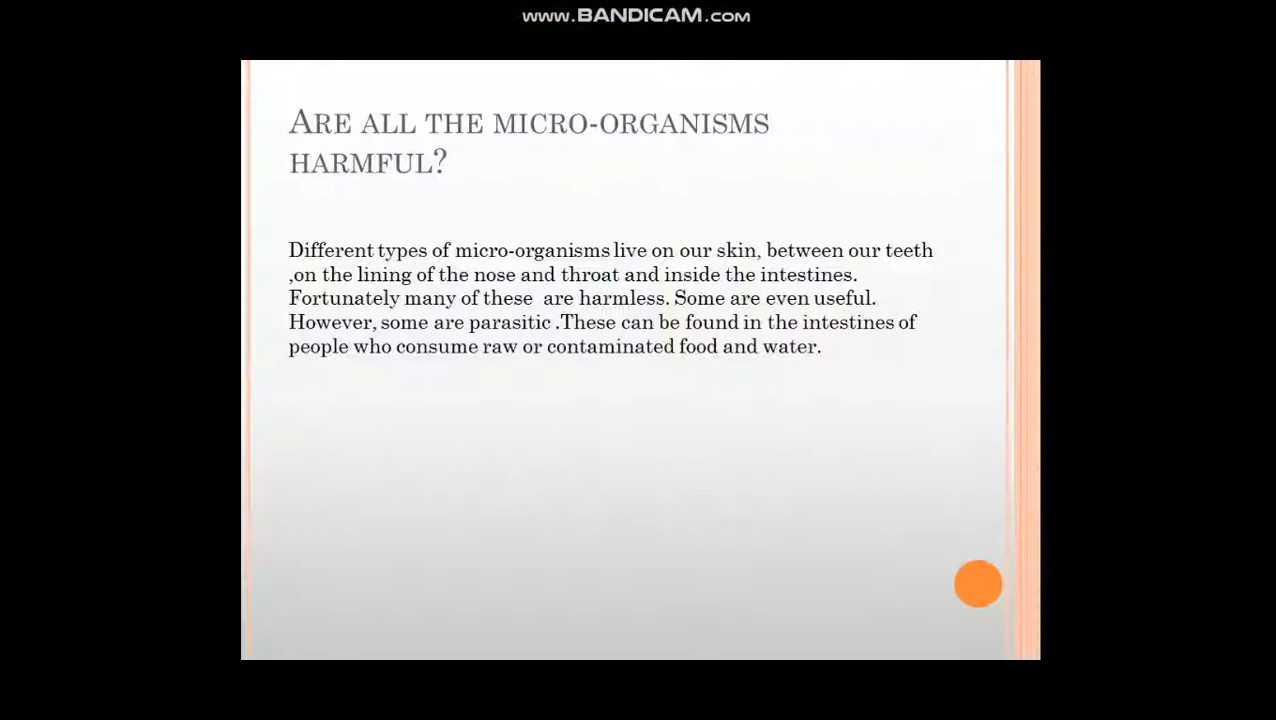 www.BANDICAM.com
ARE ALL THE MICRO-ORGANISMS
HARMFUL?
Different types of micro-organisms live on our skin, between our teeth
,on the lining of the nose and throat and inside the intestines.
Fortunately many of these  are harmless. Some are even useful.
However, some are parasitic .These can be found in the intestines of
people who consume raw or contaminated food and water.